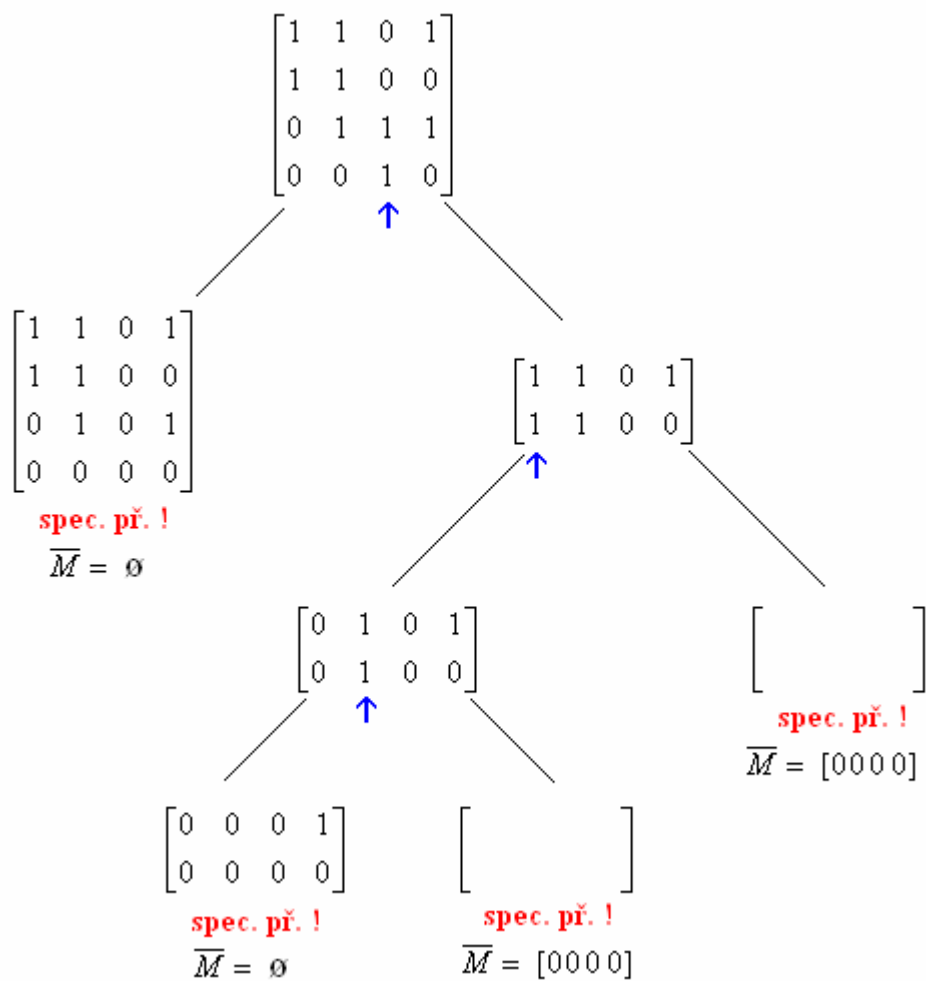 1 1 0 1
1 1 0 0
0 1 1 1
0 0 1 0
↑
1 1 0 1
1 1 0 0
0 1 0 1
0 0 0 0
spec. př. !
M̅ = ø
1 1 0 1
1 1 0 0
↑
0 1 0 1
0 1 0 0
↑
spec. př. !
M̅ = [0 0 0 0]
0 0 0 1
0 0 0 0
spec. př. !
M̅ = ø
spec. př. !
M̅ = [0 0 0 0]